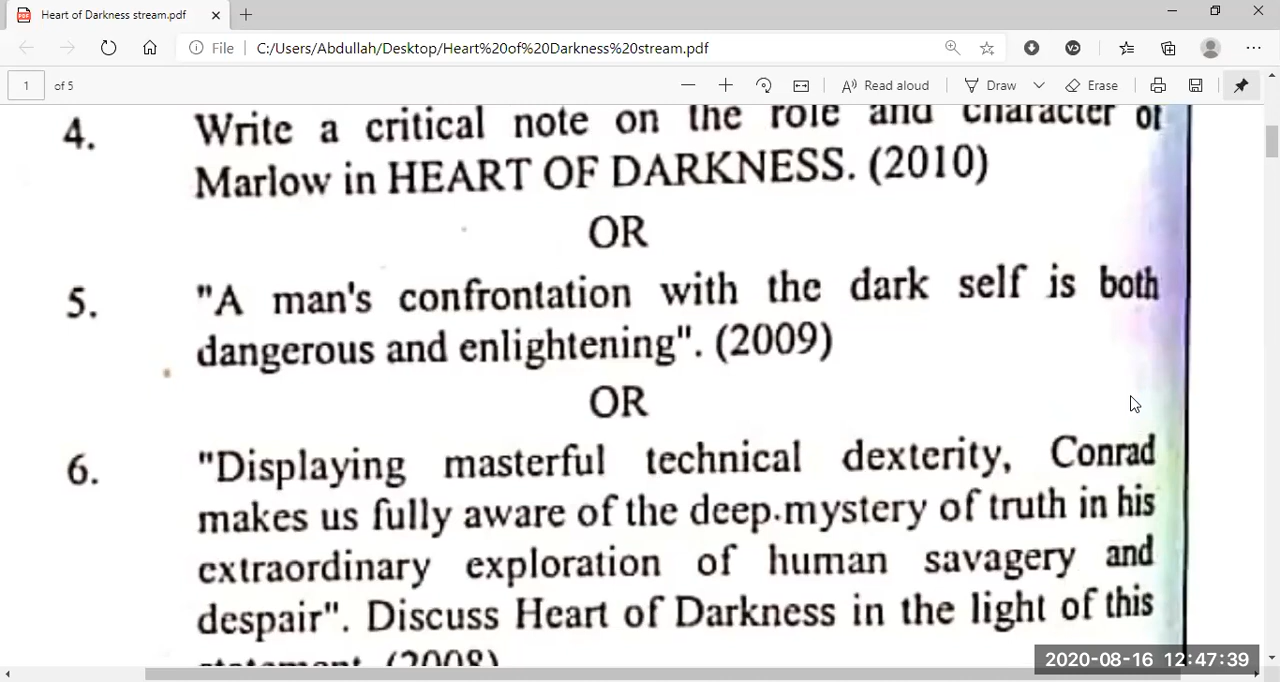 Heart of Darkness stream.pdf
File C:/Users/Abdullah/Desktop/Heart%20of%20Darkness%20stream.pdf
1 of 5 Read aloud Draw Erase
4. Write a critical note on the role and character of
Marlow in HEART OF DARKNESS. (2010)
OR
5. "A man's confrontation with the dark self is both
dangerous and enlightening". (2009)
OR
6. "Displaying masterful technical dexterity, Conrad
makes us fully aware of the deep mystery of truth in his
extraordinary exploration of human savagery and
despair". Discuss Heart of Darkness in the light of this
statement. (2008)
2020-08-16 12:47:39